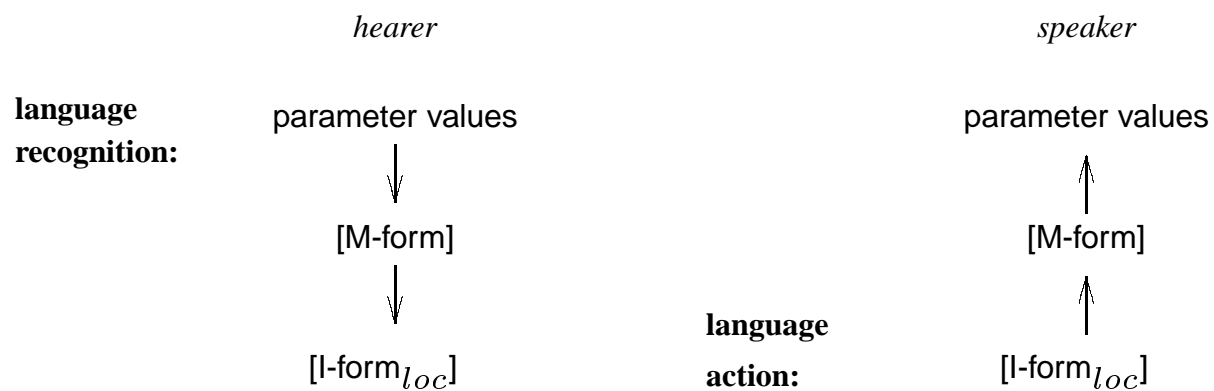 hearer speaker
language parameter values parameter values
recognition:
[M-form] [M-form]
language
[I-form_loc] action: [I-form_loc]